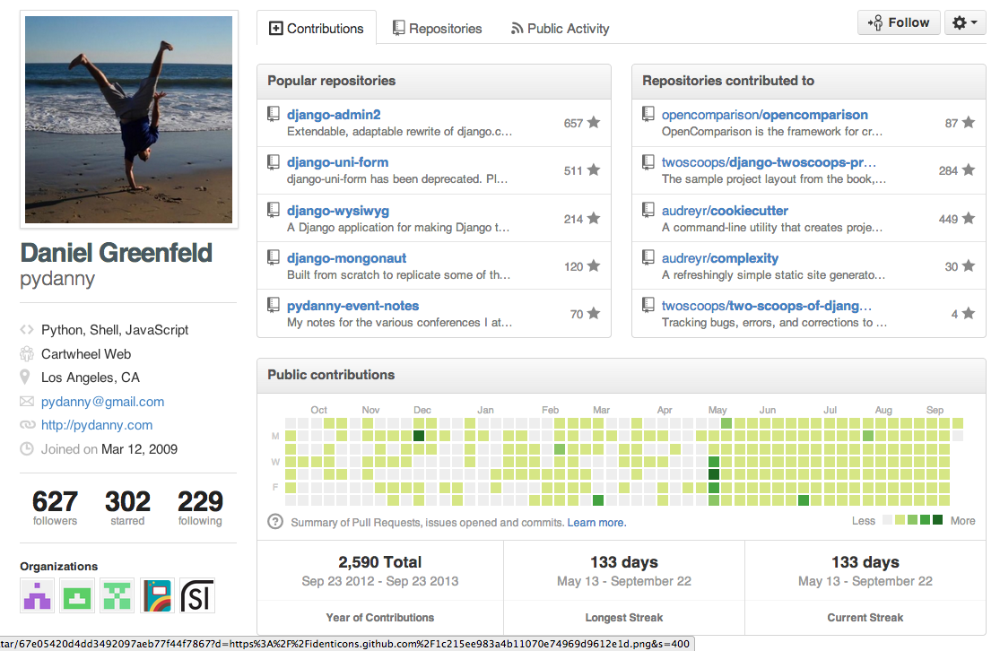 Contributions
Repositories
Public Activity
Follow
Daniel Greenfeld
pydanny
Python, Shell, JavaScript
Cartwheel Web
Los Angeles, CA
pydanny@gmail.com
http://pydanny.com
Joined on Mar 12, 2009
627
followers
302
starred
229
following
Organizations
Popular repositories
django-admin2
657
Extendable, adaptable rewrite of django.c…
django-uni-form
511
django-uni-form has been deprecated. Pl…
django-wysiwyg
214
A Django application for making Django t…
django-mongonaut
120
Built from scratch to replicate some of th…
pydanny-event-notes
70
My notes for the various conferences I at…
Repositories contributed to
opencomparison/opencomparison
87
OpenComparison is the framework for cr…
twoscoops/django-twoscoops-pr…
284
The sample project layout from the book,…
audreyr/cookiecutter
449
A command-line utility that creates proje…
audreyr/complexity
30
A refreshingly simple static site generato…
twoscoops/two-scoops-of-djang…
4
Tracking bugs, errors, and corrections to …
Public contributions
Oct Nov Dec Jan Feb Mar Apr May Jun Jul Aug Sep
M
W
F
? Summary of Pull Requests, issues opened and commits. Learn more.
Less More
2,590 Total
Sep 23 2012 - Sep 23 2013
Year of Contributions
133 days
May 13 - September 22
Longest Streak
133 days
May 13 - September 22
Current Streak
SI
tar/67e05420d4dd3492097aeb77f44f7867?d=https%3A%2F%2Fidenticons.github.com%2F1c215ee983a4b11070e74969d9612e1d.png&s=400